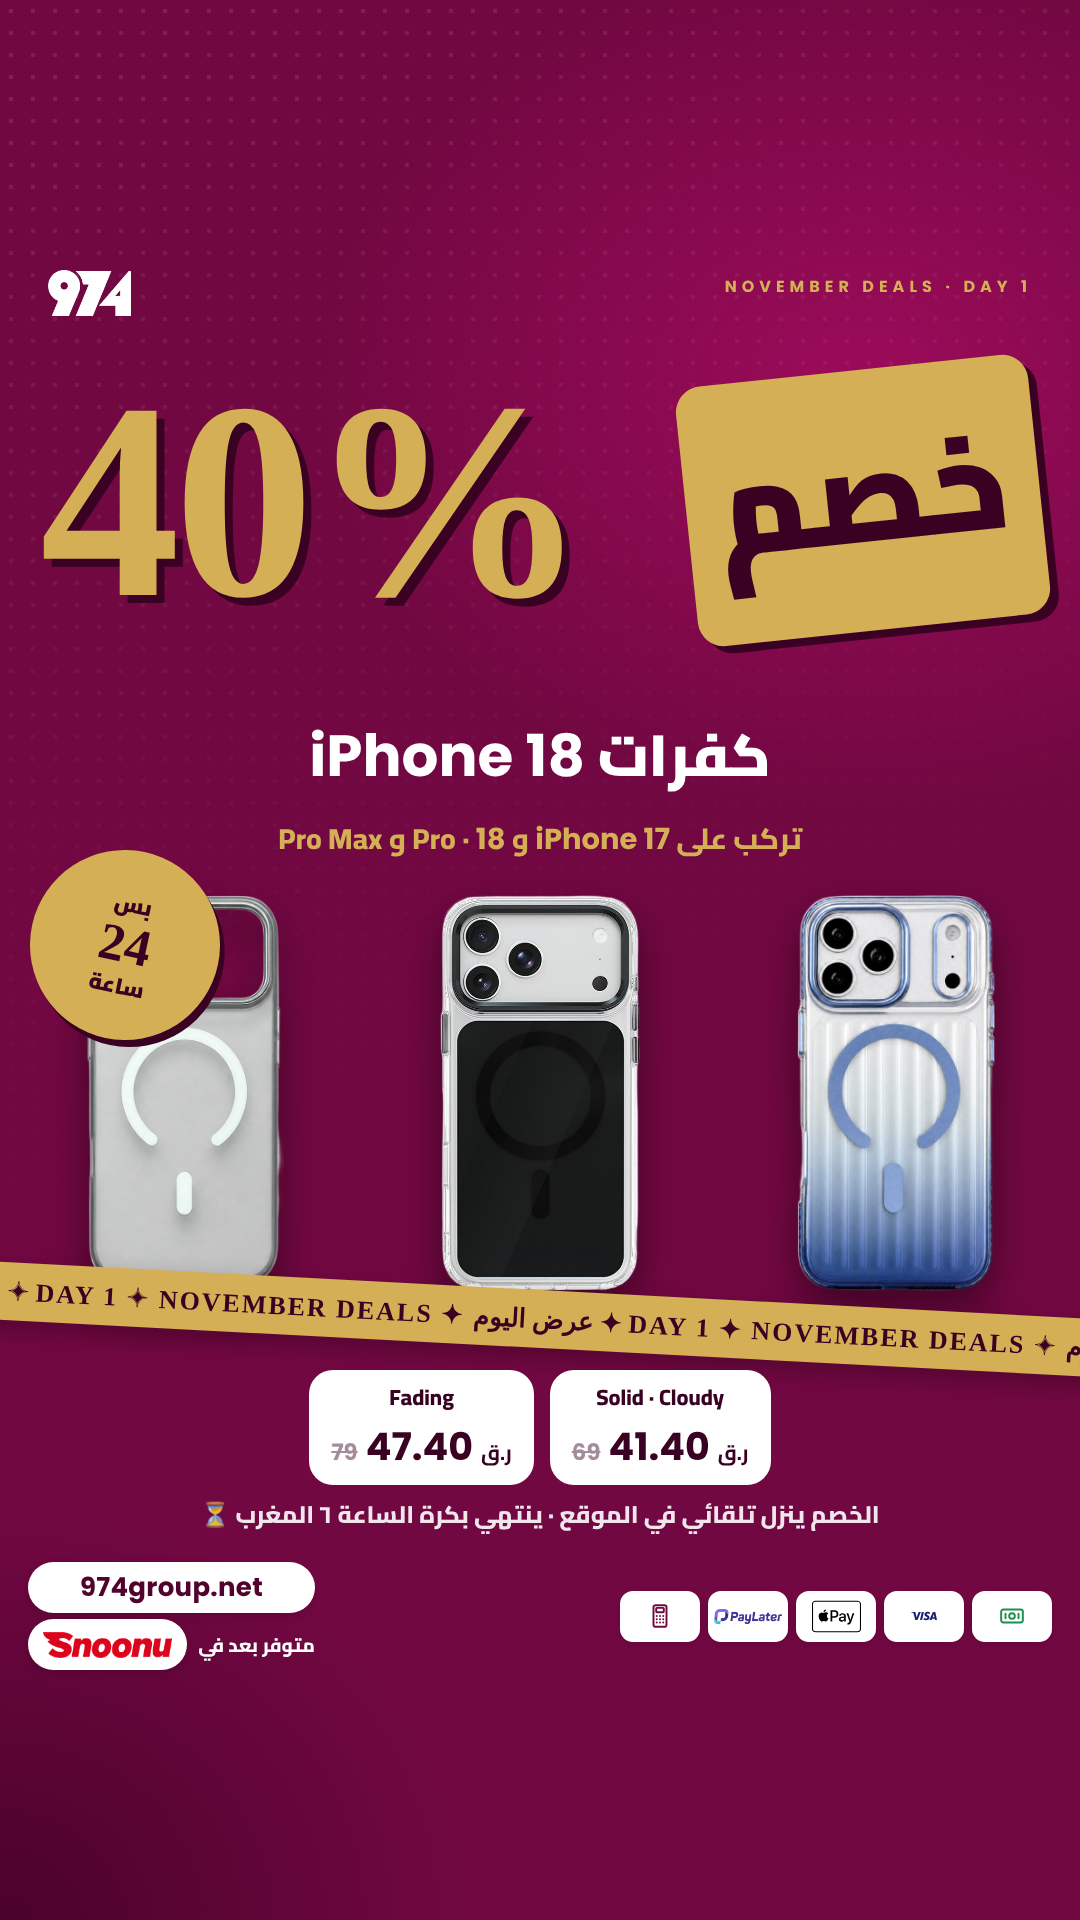 974
NOVEMBER DEALS · DAY 1
40%
خصم
كفرات iPhone 18
تركب على iPhone 17 و 18 · Pro و Pro Max
بس
24
ساعة
✦ DAY 1 ✦ NOVEMBER DEALS ✦ عرض اليوم ✦ DAY 1 ✦ NOVEMBER DEALS ✦ م
Fading
79 47.40 ر.ق
Solid · Cloudy
69 41.40 ر.ق
الخصم ينزل تلقائي في الموقع · ينتهي بكرة الساعة ٦ المغرب ⏳
974group.net
متوفر بعد في Snoonu
PayLater
Pay
VISA